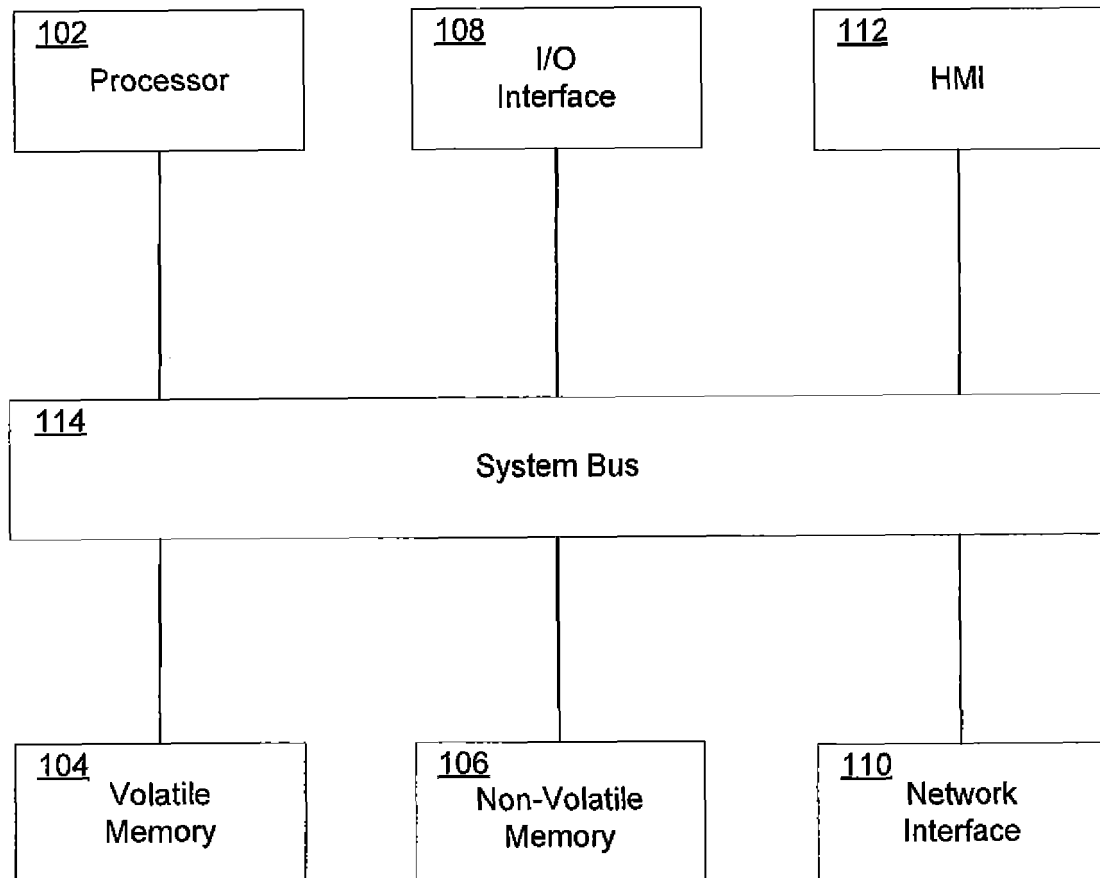 102
Processor
108
I/O
Interface
112
HMI
114
System Bus
104
Volatile
Memory
106
Non-Volatile
Memory
110
Network
Interface